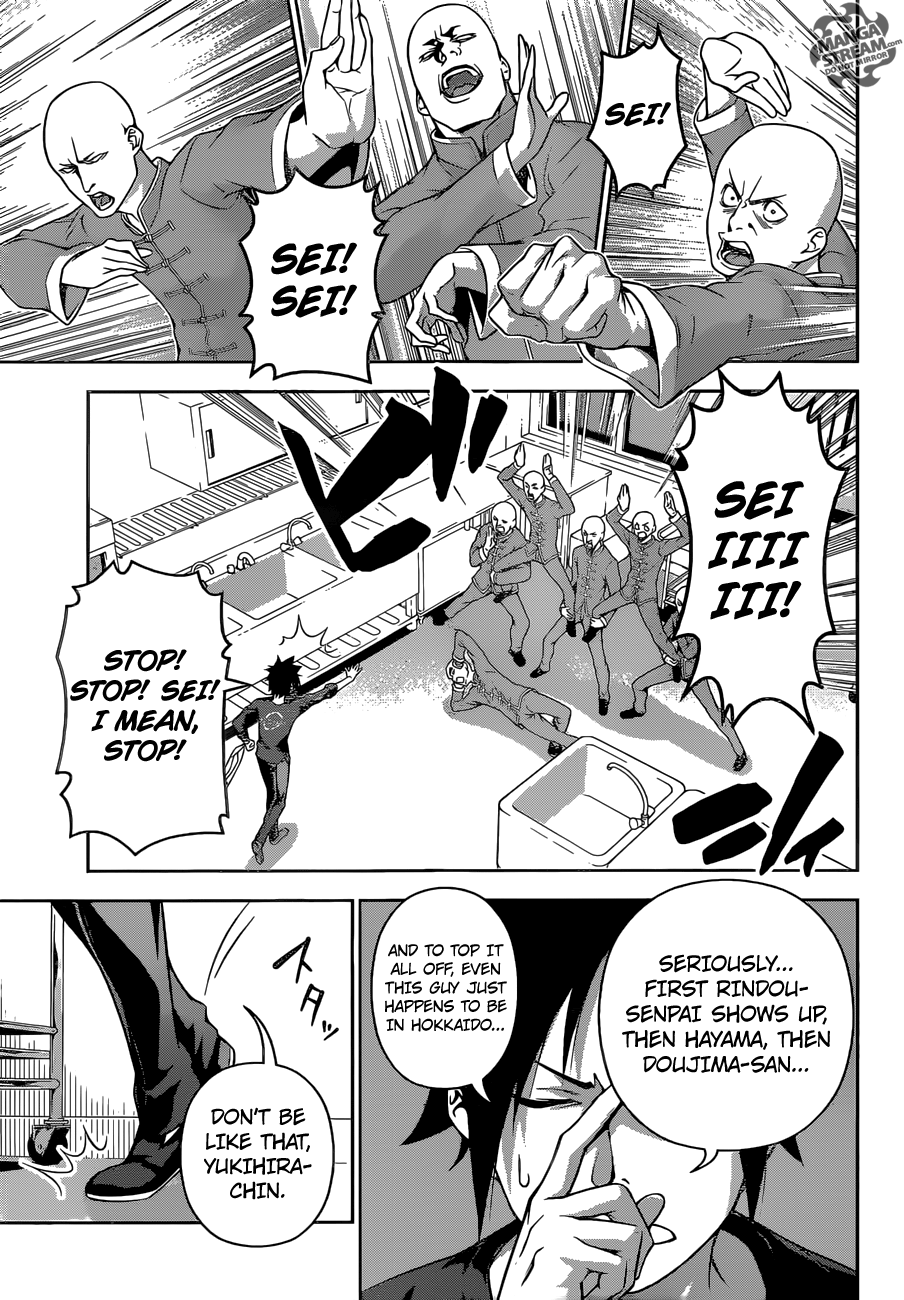 MANGA
STREAM.COM
DO NOT MIRROR
SEI!
SEI!
SEI!
SEI
IIII
III!
ビシィ
STOP!
STOP! SEI!
I MEAN,
STOP!
SERIOUSLY...
FIRST RINDOU-
SENPAI SHOWS UP,
THEN HAYAMA, THEN
DOUJIMA-SAN...
AND TO TOP IT
ALL OFF, EVEN
THIS GUY JUST
HAPPENS TO BE
IN HOKKAIDO...
スタッ
DON'T BE
LIKE THAT,
YUKIHIRA-
CHIN.